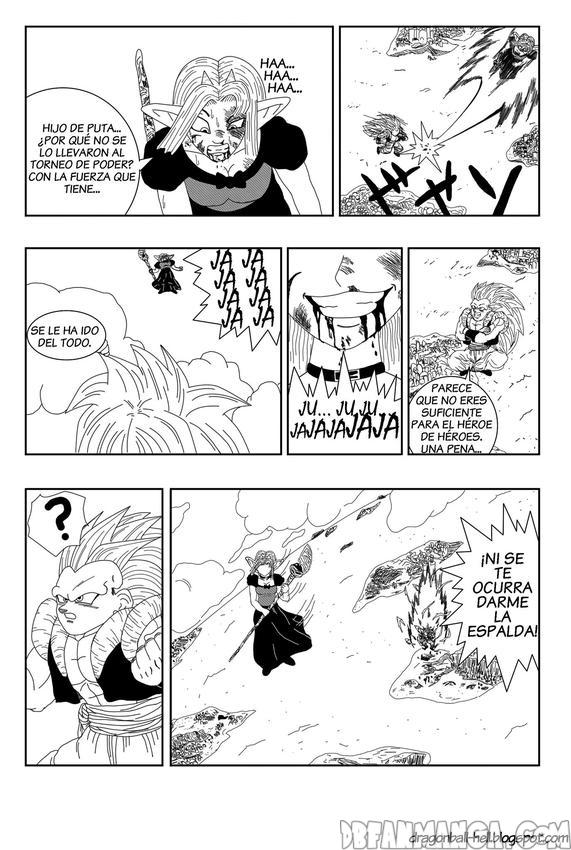 HAA...
HAA...
HAA...
HIJO DE PUTA...
¿POR QUÉ NO SE
LO LLEVARON AL
TORNEO DE PODER?
CON LA FUERZA QUE
TIENE...
JA
JA
JA
JA
JA
JA
JA
JA
SE LE HA IDO
DEL TODO.
JU... JU JU
JAJAJAJAJA
PARECE
QUE NO ERES
SUFICIENTE
PARA EL HÉROE
DE HÉROES.
UNA PENA...
?
¡NI SE
TE
OCURRA
DARME
LA
ESPALDA!
dragonball-hell.blogspot.com
DBFANMANGA.COM